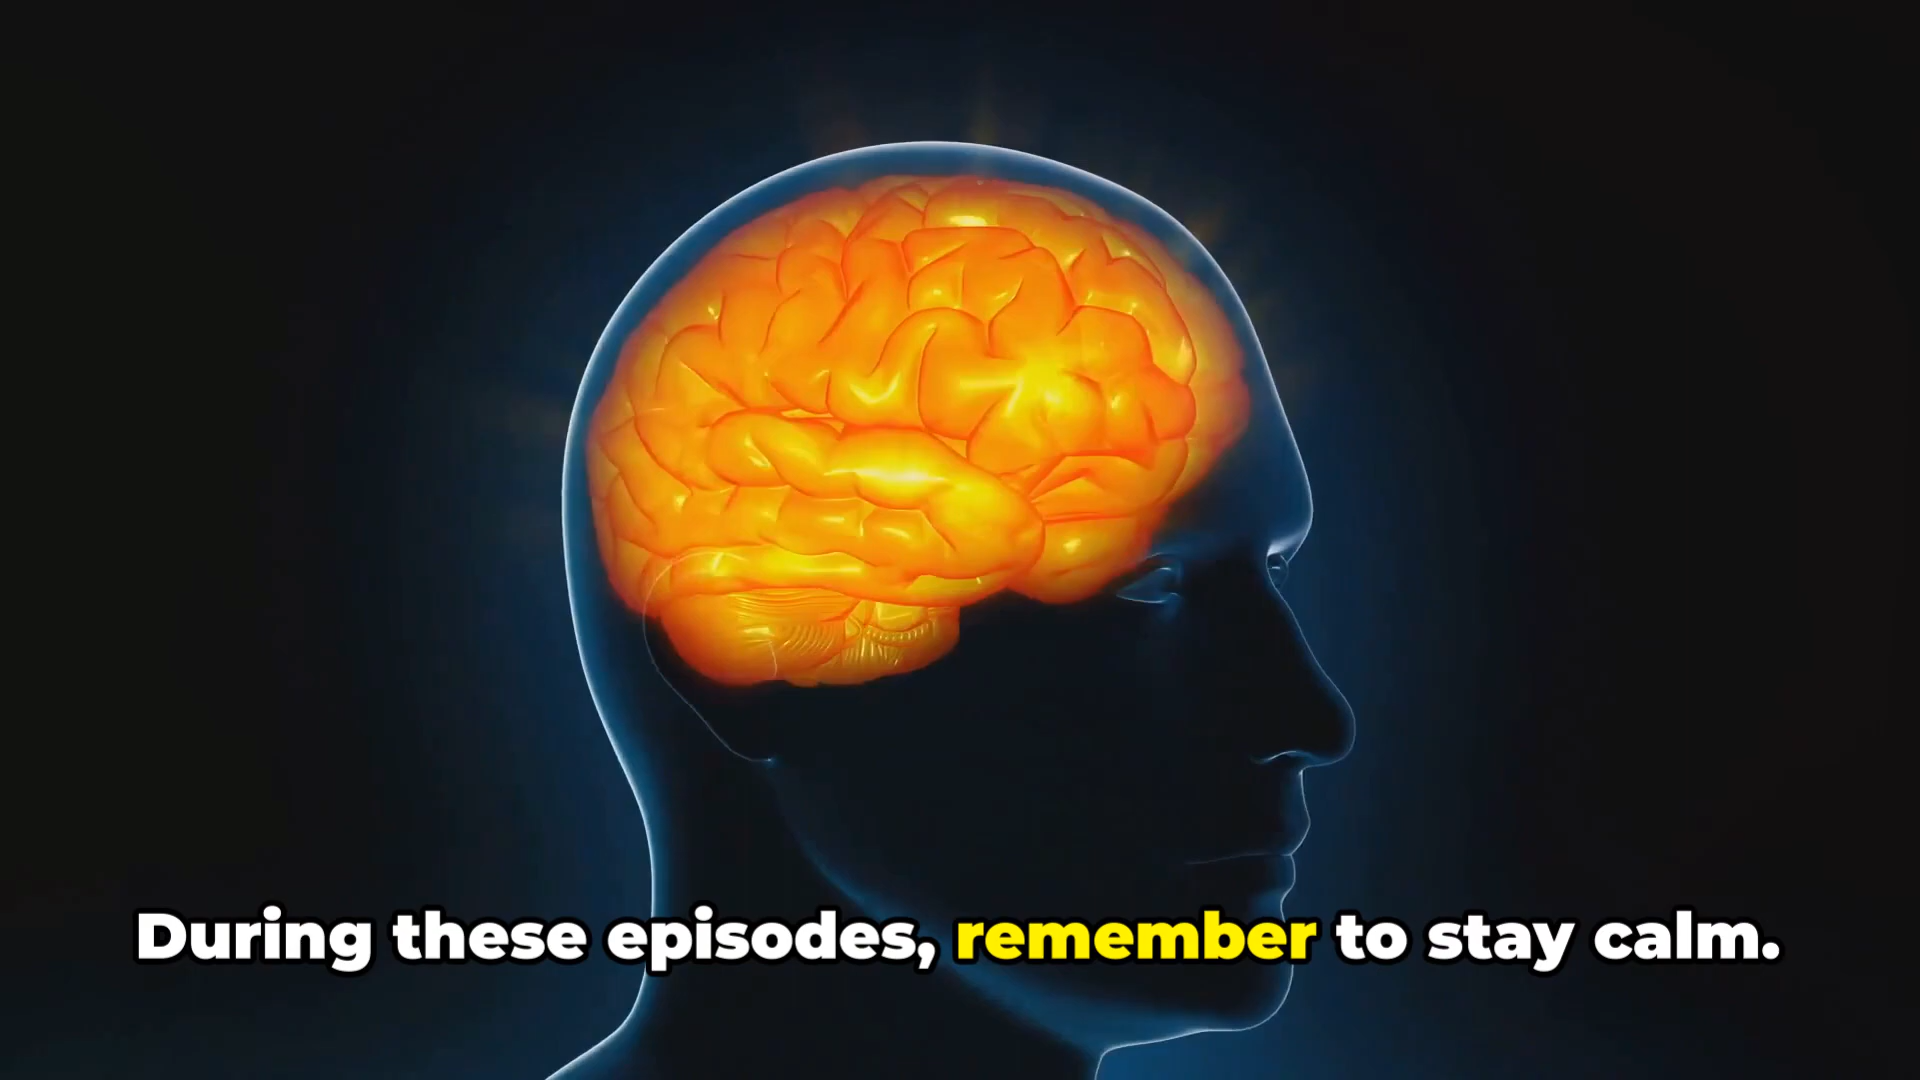 During these episodes, remember to stay calm.